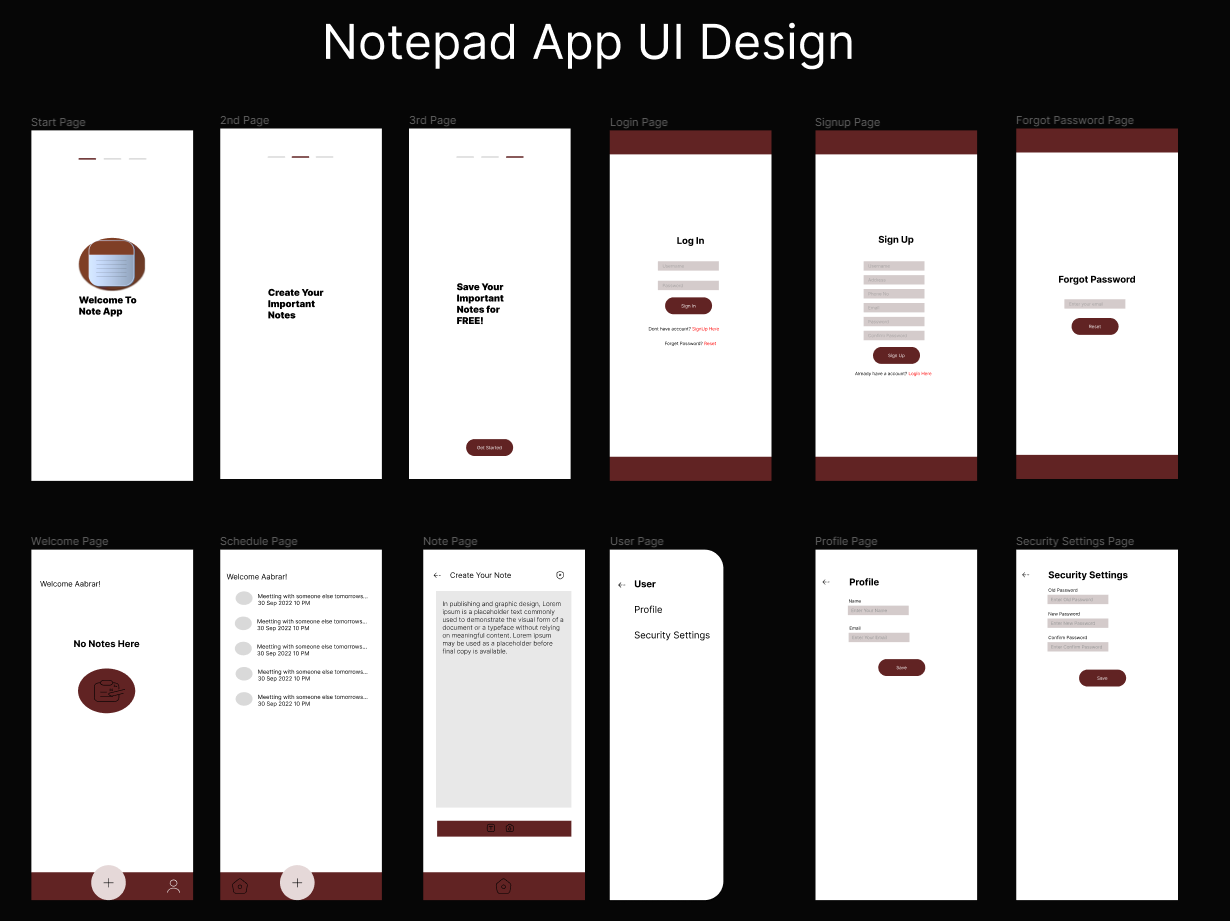 Notepad App UI Design
Start Page
Welcome To
Note App
2nd Page
Create Your
Important
Notes
3rd Page
Save Your
Important
Notes for
FREE!
Get Started
Login Page
Log In
Username
Password
Sign In
Dont have account? SignUp Here
Forget Password? Reset
Signup Page
Sign Up
Username
Address
Phone No
Email
Password
Confirm Password
Sign Up
Already have a account? Login Here
Forgot Password Page
Forgot Password
Enter your email
Reset
Welcome Page
Welcome Aabrar!
No Notes Here
Schedule Page
Welcome Aabrar!
Meetting with someone else tomorrows...
30 Sep 2022 10 PM
Meetting with someone else tomorrows...
30 Sep 2022 10 PM
Meetting with someone else tomorrows...
30 Sep 2022 10 PM
Meetting with someone else tomorrows...
30 Sep 2022 10 PM
Meetting with someone else tomorrows...
30 Sep 2022 10 PM
Note Page
Create Your Note
In publishing and graphic design, Lorem
ipsum is a placeholder text commonly
used to demonstrate the visual form of a
document or a typeface without relying
on meaningful content. Lorem ipsum
may be used as a placeholder before
final copy is available.
User Page
User
Profile
Security Settings
Profile Page
Profile
Name
Enter Your Name
Email
Enter Your Email
Save
Security Settings Page
Security Settings
Old Password
Enter Old Password
New Password
Enter New Password
Confirm Password
Enter Confirm Password
Save